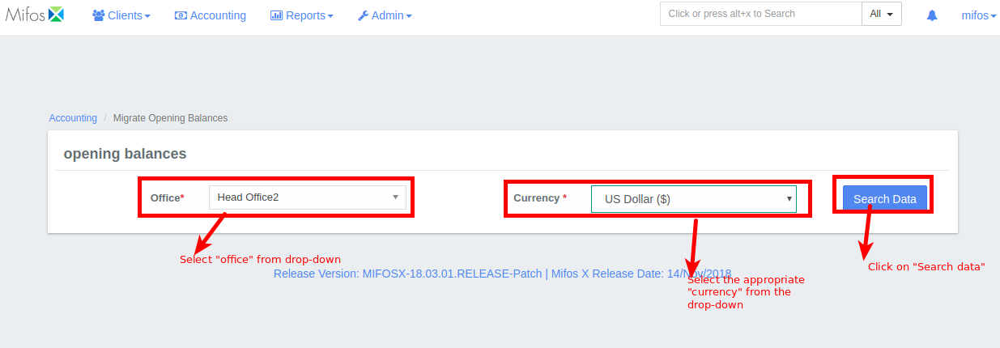 Mifos Clients Accounting Reports Admin Click or press alt+x to Search All mifos
Accounting / Migrate Opening Balances
opening balances
Office* Head Office2 Currency * US Dollar ($) Search Data
Select "office" from drop-down
Click on "Search data"
Release Version: MIFOSX-18.03.01.RELEASE-Patch | Mifos X Release Date: 14/Nov/2018
Select the appropriate
"currency" from the
drop-down